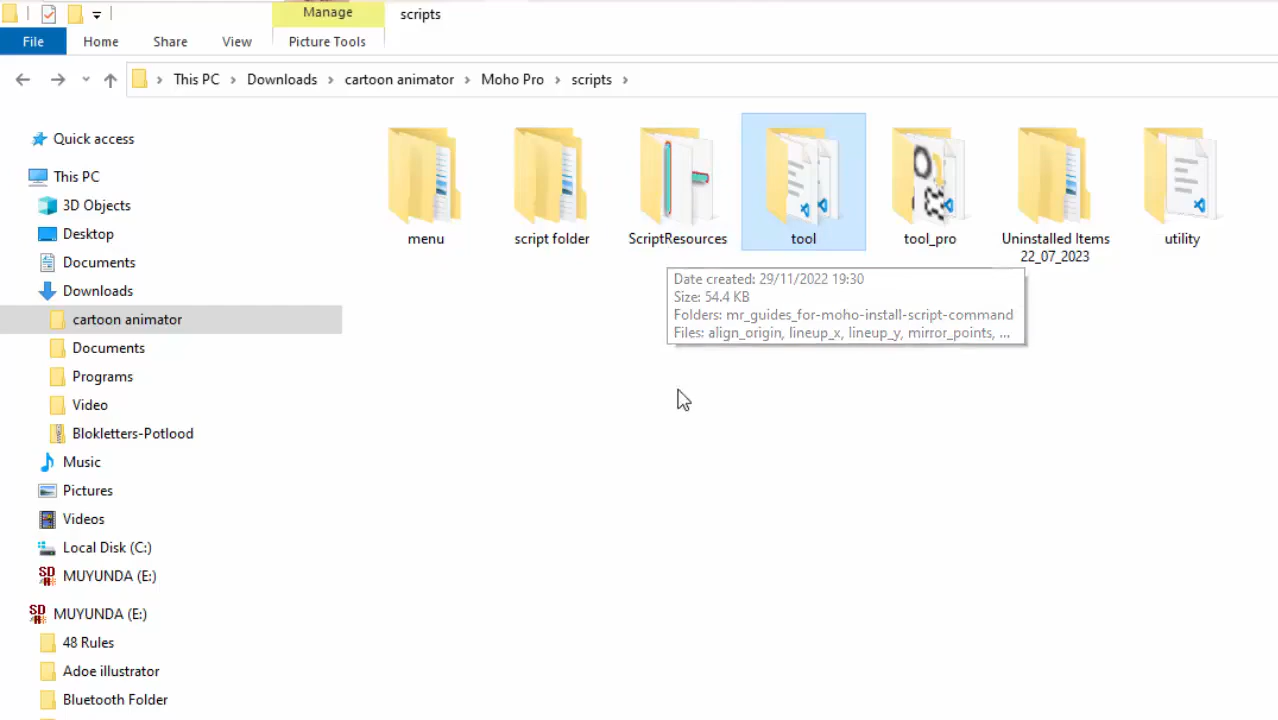 Manage
scripts
File
Home
Share
View
Picture Tools
This PC
Downloads
cartoon animator
Moho Pro
scripts
Quick access
This PC
3D Objects
Desktop
Documents
Downloads
cartoon animator
Documents
Programs
Video
Blokletters-Potlood
Music
Pictures
Videos
Local Disk (C:)
MUYUNDA (E:)
MUYUNDA (E:)
48 Rules
Adoe illustrator
Bluetooth Folder
menu
script folder
ScriptResources
tool
tool_pro
Uninstalled Items
22_07_2023
utility
Date created: 29/11/2022 19:30
Size: 54.4 KB
Folders: mr_guides_for-moho-install-script-command
Files: align_origin, lineup_x, lineup_y, mirror_points, ...